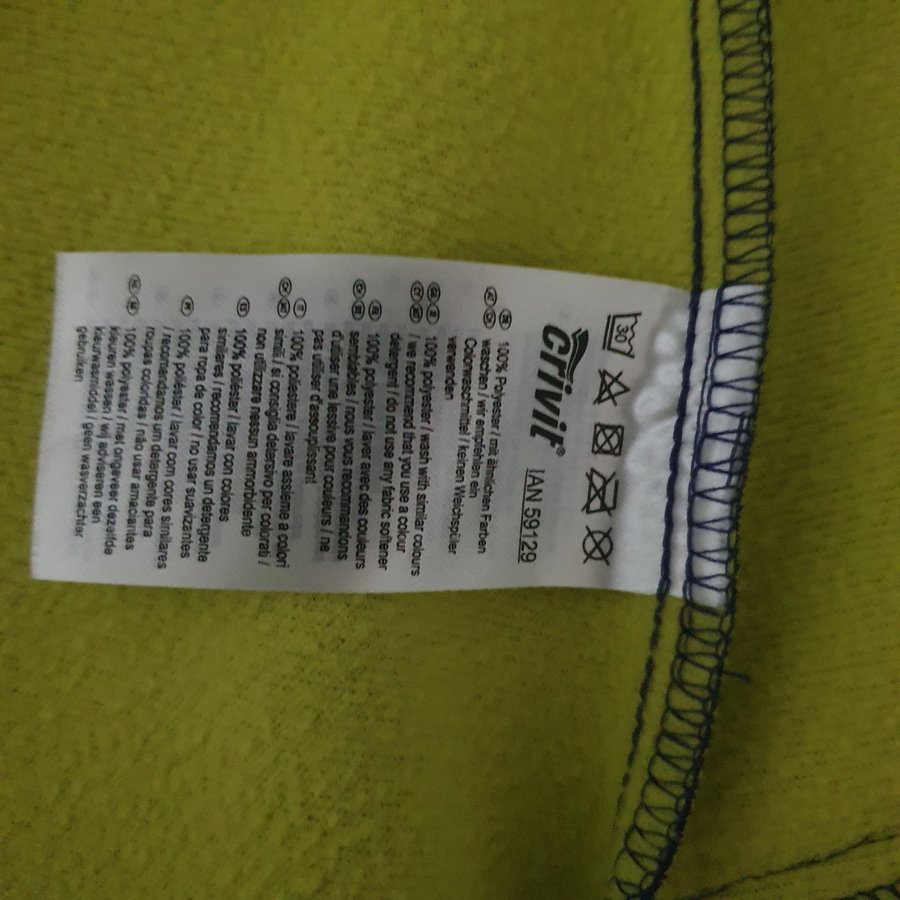 30
crivit®
IAN 59129
DE AT CH 100% Polyester / mit ähnlichen Farben
waschen / wir empfehlen ein
Colorwaschmittel / keinen Weichspüler
verwenden
100% polyester / wash with similar colours
/ we recommend that you use a colour
detergent / do not use any fabric softener
100% polyester / laver avec des couleurs
semblables / nous vous recommandons
d'utiliser une lessive pour couleurs / ne
pas utiliser d'assouplissant
100% poliestere / lavare assieme a colori
simili / si consiglia detersivo per colorati /
non utilizzare nessun ammorbidente
ES 100% poliéster / lavar con colores
similares / recomendamos un detergente
para ropa de color / no usar suavizantes
PT 100% poliéster / lavar com cores similares
/ recomendamos um detergente para
roupas coloridas / não usar amaciantes
100% polyester / met ongeveer dezelfde
kleuren wassen / wij adviseren een
kleurwasmiddel / geen wasverzachter
gebruiken